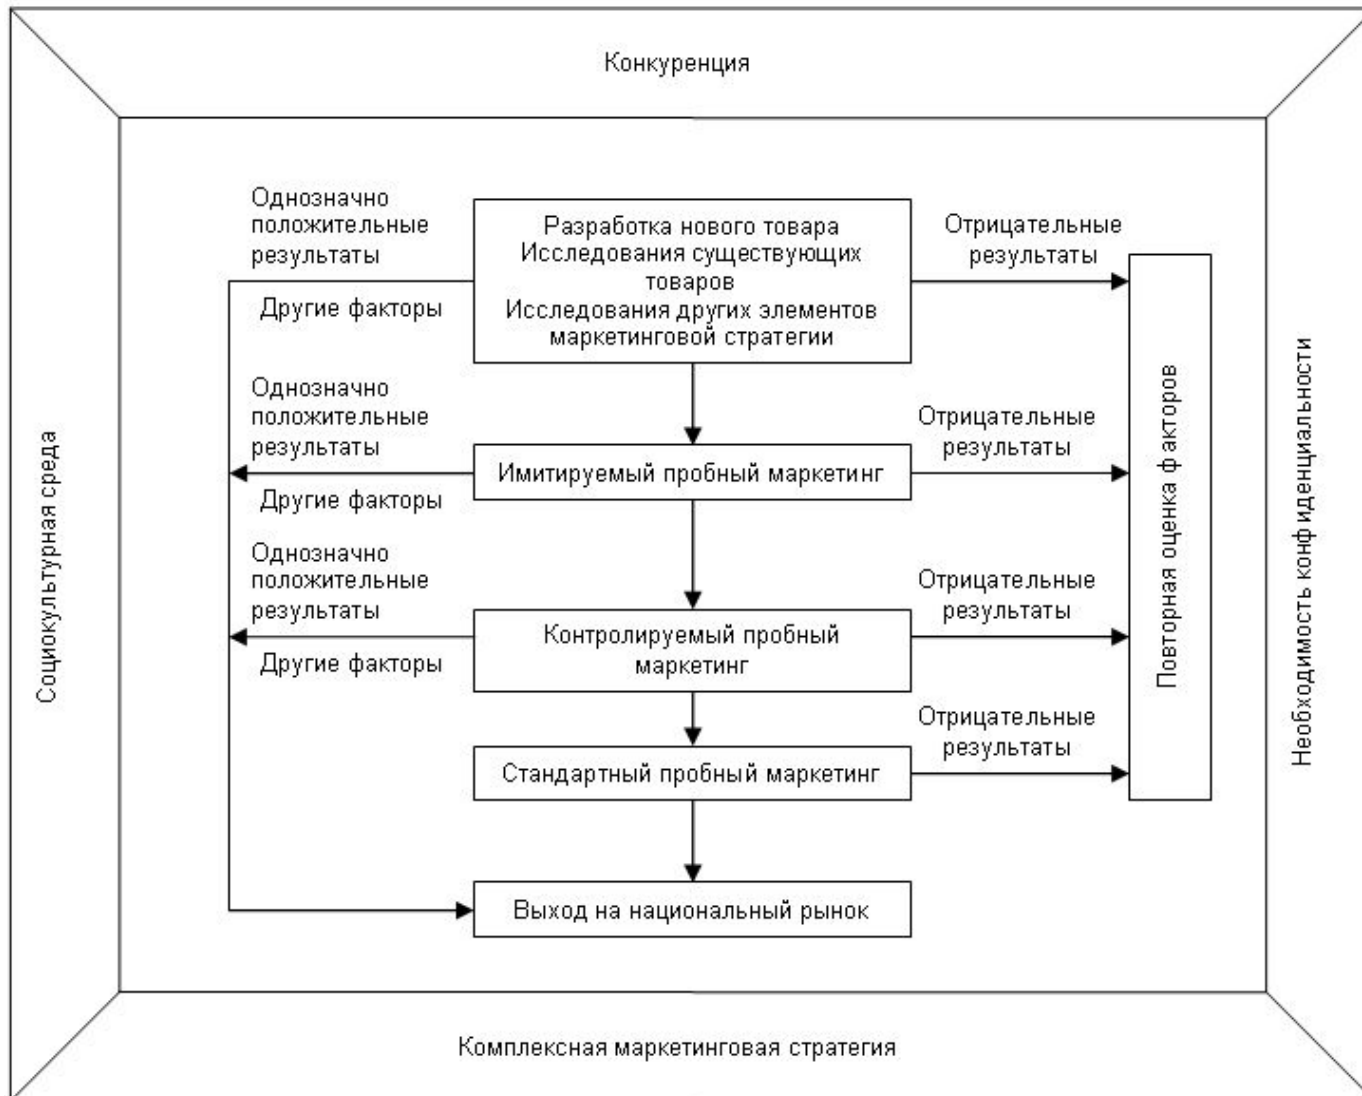 Конкуренция
Социокультурная среда
Однозначно
положительные
результаты
Другие факторы
Разработка нового товара
Исследования существующих
товаров
Исследования других элементов
маркетинговой стратегии
Отрицательные
результаты
Однозначно
положительные
результаты
Другие факторы
Имитируемый пробный маркетинг
Отрицательные
результаты
Однозначно
положительные
результаты
Другие факторы
Контролируемый пробный
маркетинг
Отрицательные
результаты
Стандартный пробный маркетинг
Отрицательные
результаты
Выход на национальный рынок
Повторная оценка факторов
Необходимость конфиденциальности
Комплексная маркетинговая стратегия